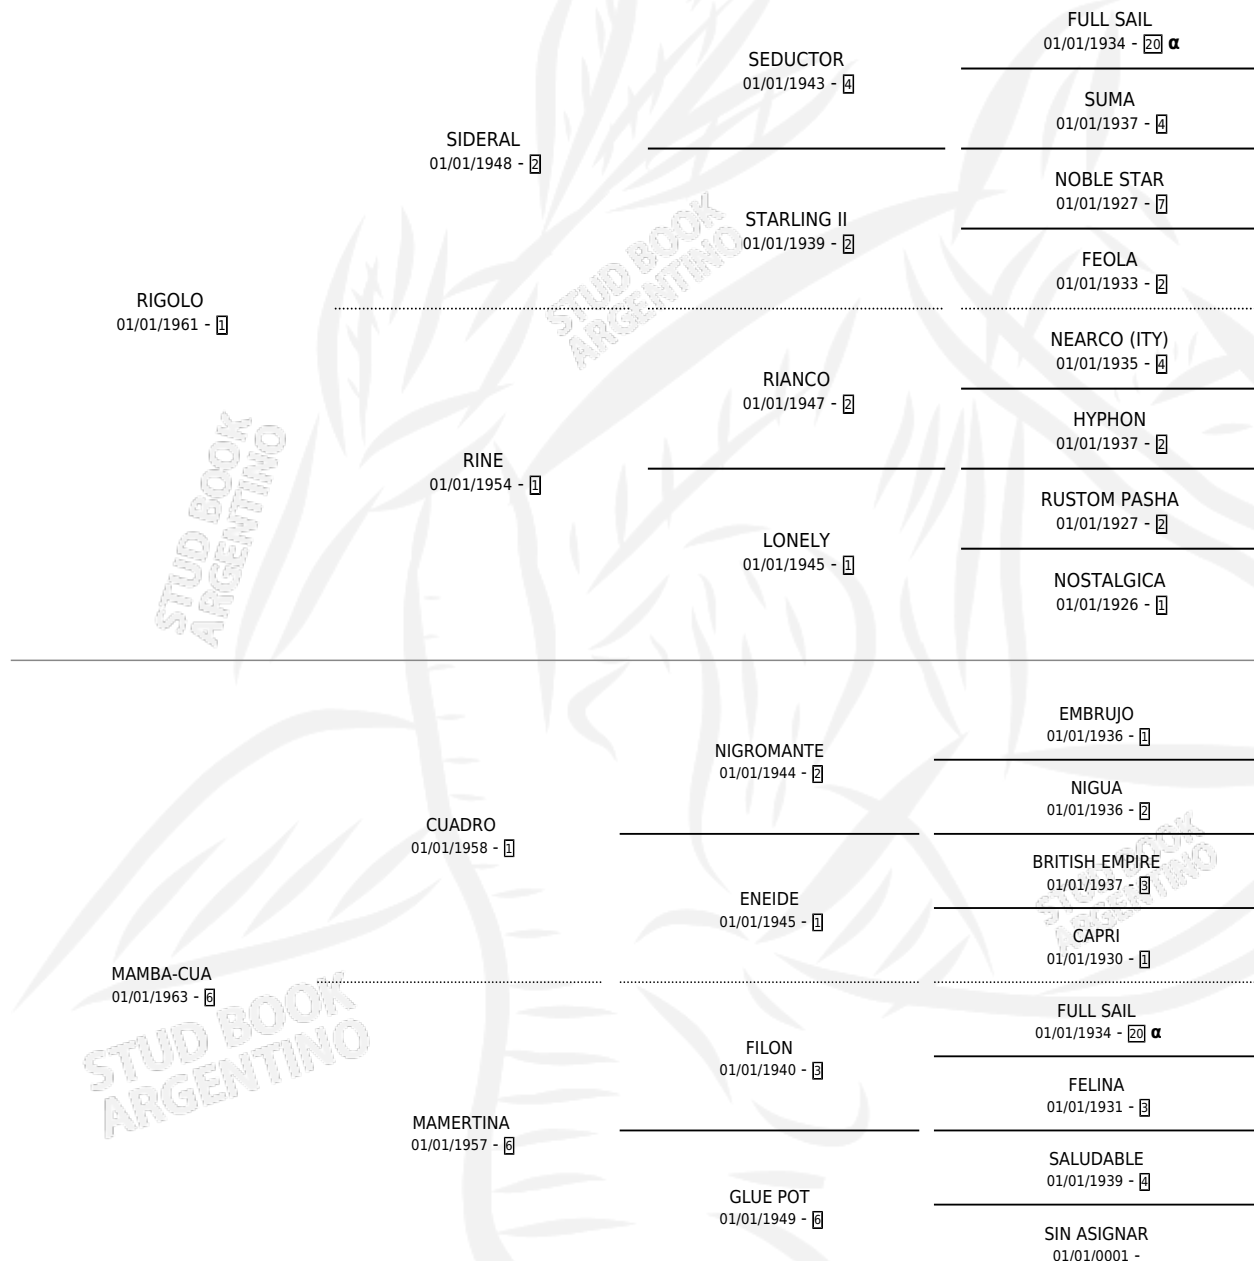 FULL SAIL
01/01/1934 - 20 α
SEDUCTOR
01/01/1943 - 4
SUMA
01/01/1937 - 4
SIDERAL
01/01/1948 - 2
NOBLE STAR
01/01/1927 - 7
STARLING II
01/01/1939 - 2
FEOLA
01/01/1933 - 2
RIGOLO
01/01/1961 - 1
NEARCO (ITY)
01/01/1935 - 4
RIANCO
01/01/1947 - 2
HYPHON
01/01/1937 - 2
RINE
01/01/1954 - 1
RUSTOM PASHA
01/01/1927 - 2
LONELY
01/01/1945 - 1
NOSTALGICA
01/01/1926 - 1
EMBRUJO
01/01/1936 - 1
NIGROMANTE
01/01/1944 - 2
NIGUA
01/01/1936 - 2
CUADRO
01/01/1958 - 1
BRITISH EMPIRE
01/01/1937 - 3
ENEIDE
01/01/1945 - 1
CAPRI
01/01/1930 - 1
MAMBA-CUA
01/01/1963 - 6
FULL SAIL
01/01/1934 - 20 α
FILON
01/01/1940 - 3
FELINA
01/01/1931 - 3
MAMERTINA
01/01/1957 - 6
SALUDABLE
01/01/1939 - 4
GLUE POT
01/01/1949 - 6
SIN ASIGNAR
01/01/0001 -
STUD BOOK
ARGENTINO
STUD BOOK
ARGENTINO
STUD BOOK
ARGENTINO
STUD BOOK
ARGENTINO